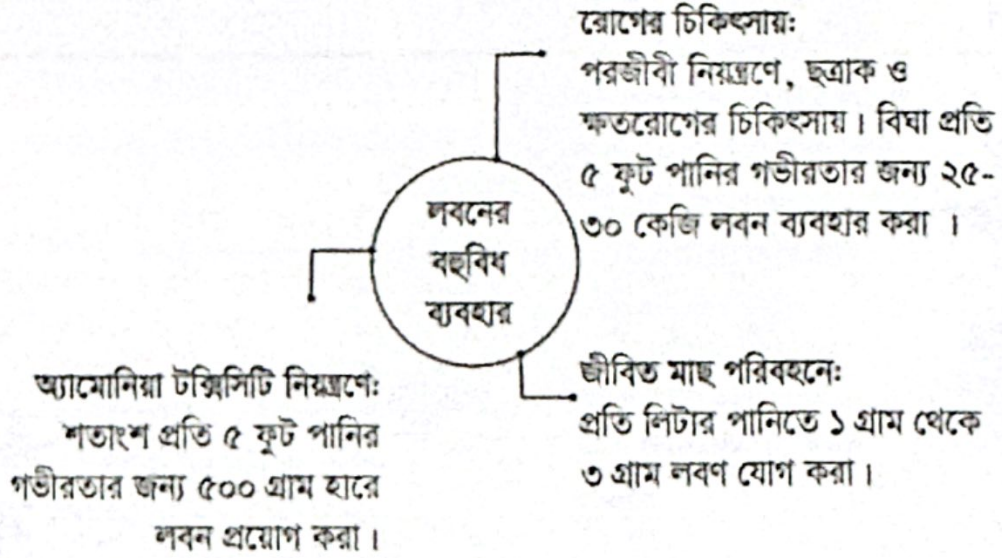 রোগের চিকিৎসায়:
পরজীবী নিয়ন্ত্রণে, ছত্রাক ও
ক্ষতরোগের চিকিৎসায়। বিঘা প্রতি
৫ ফুট পানির গভীরতার জন্য ২৫-
৩০ কেজি লবন ব্যবহার করা ।
লবনের
বহুবিধ
ব্যবহার
অ্যামোনিয়া টক্সিসিটি নিয়ন্ত্রণে:
শতাংশ প্রতি ৫ ফুট পানির
গভীরতার জন্য ৫০০ গ্রাম হারে
লবন প্রয়োগ করা।
জীবিত মাছ পরিবহনে:
প্রতি লিটার পানিতে ১ গ্রাম থেকে
৩ গ্রাম লবণ যোগ করা।